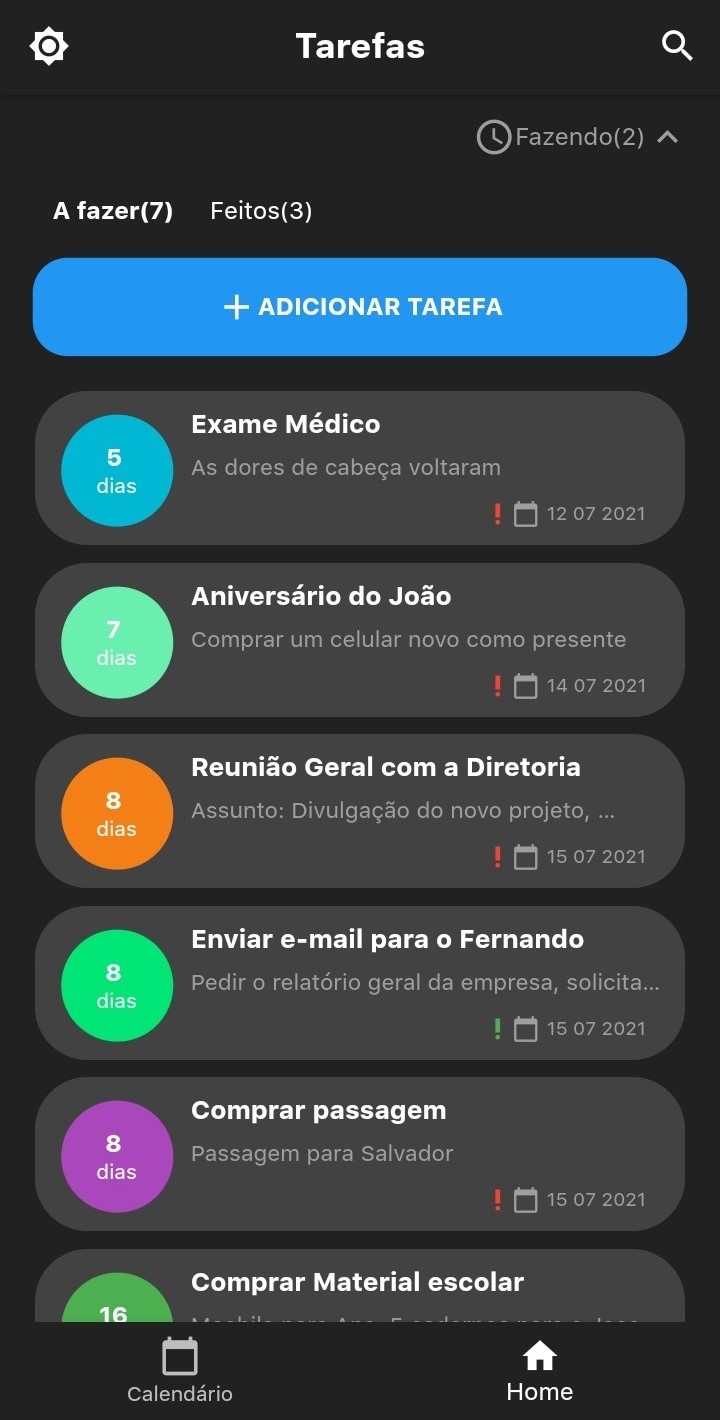 Tarefas
Fazendo(2)
A fazer(7) Feitos(3)
+ ADICIONAR TAREFA
5
dias
Exame Médico
As dores de cabeça voltaram
! 12 07 2021
7
dias
Aniversário do João
Comprar um celular novo como presente
! 14 07 2021
8
dias
Reunião Geral com a Diretoria
Assunto: Divulgação do novo projeto, ...
! 15 07 2021
8
dias
Enviar e-mail para o Fernando
Pedir o relatório geral da empresa, solicita...
! 15 07 2021
8
dias
Comprar passagem
Passagem para Salvador
! 15 07 2021
16
Comprar Material escolar
Calendário
Home